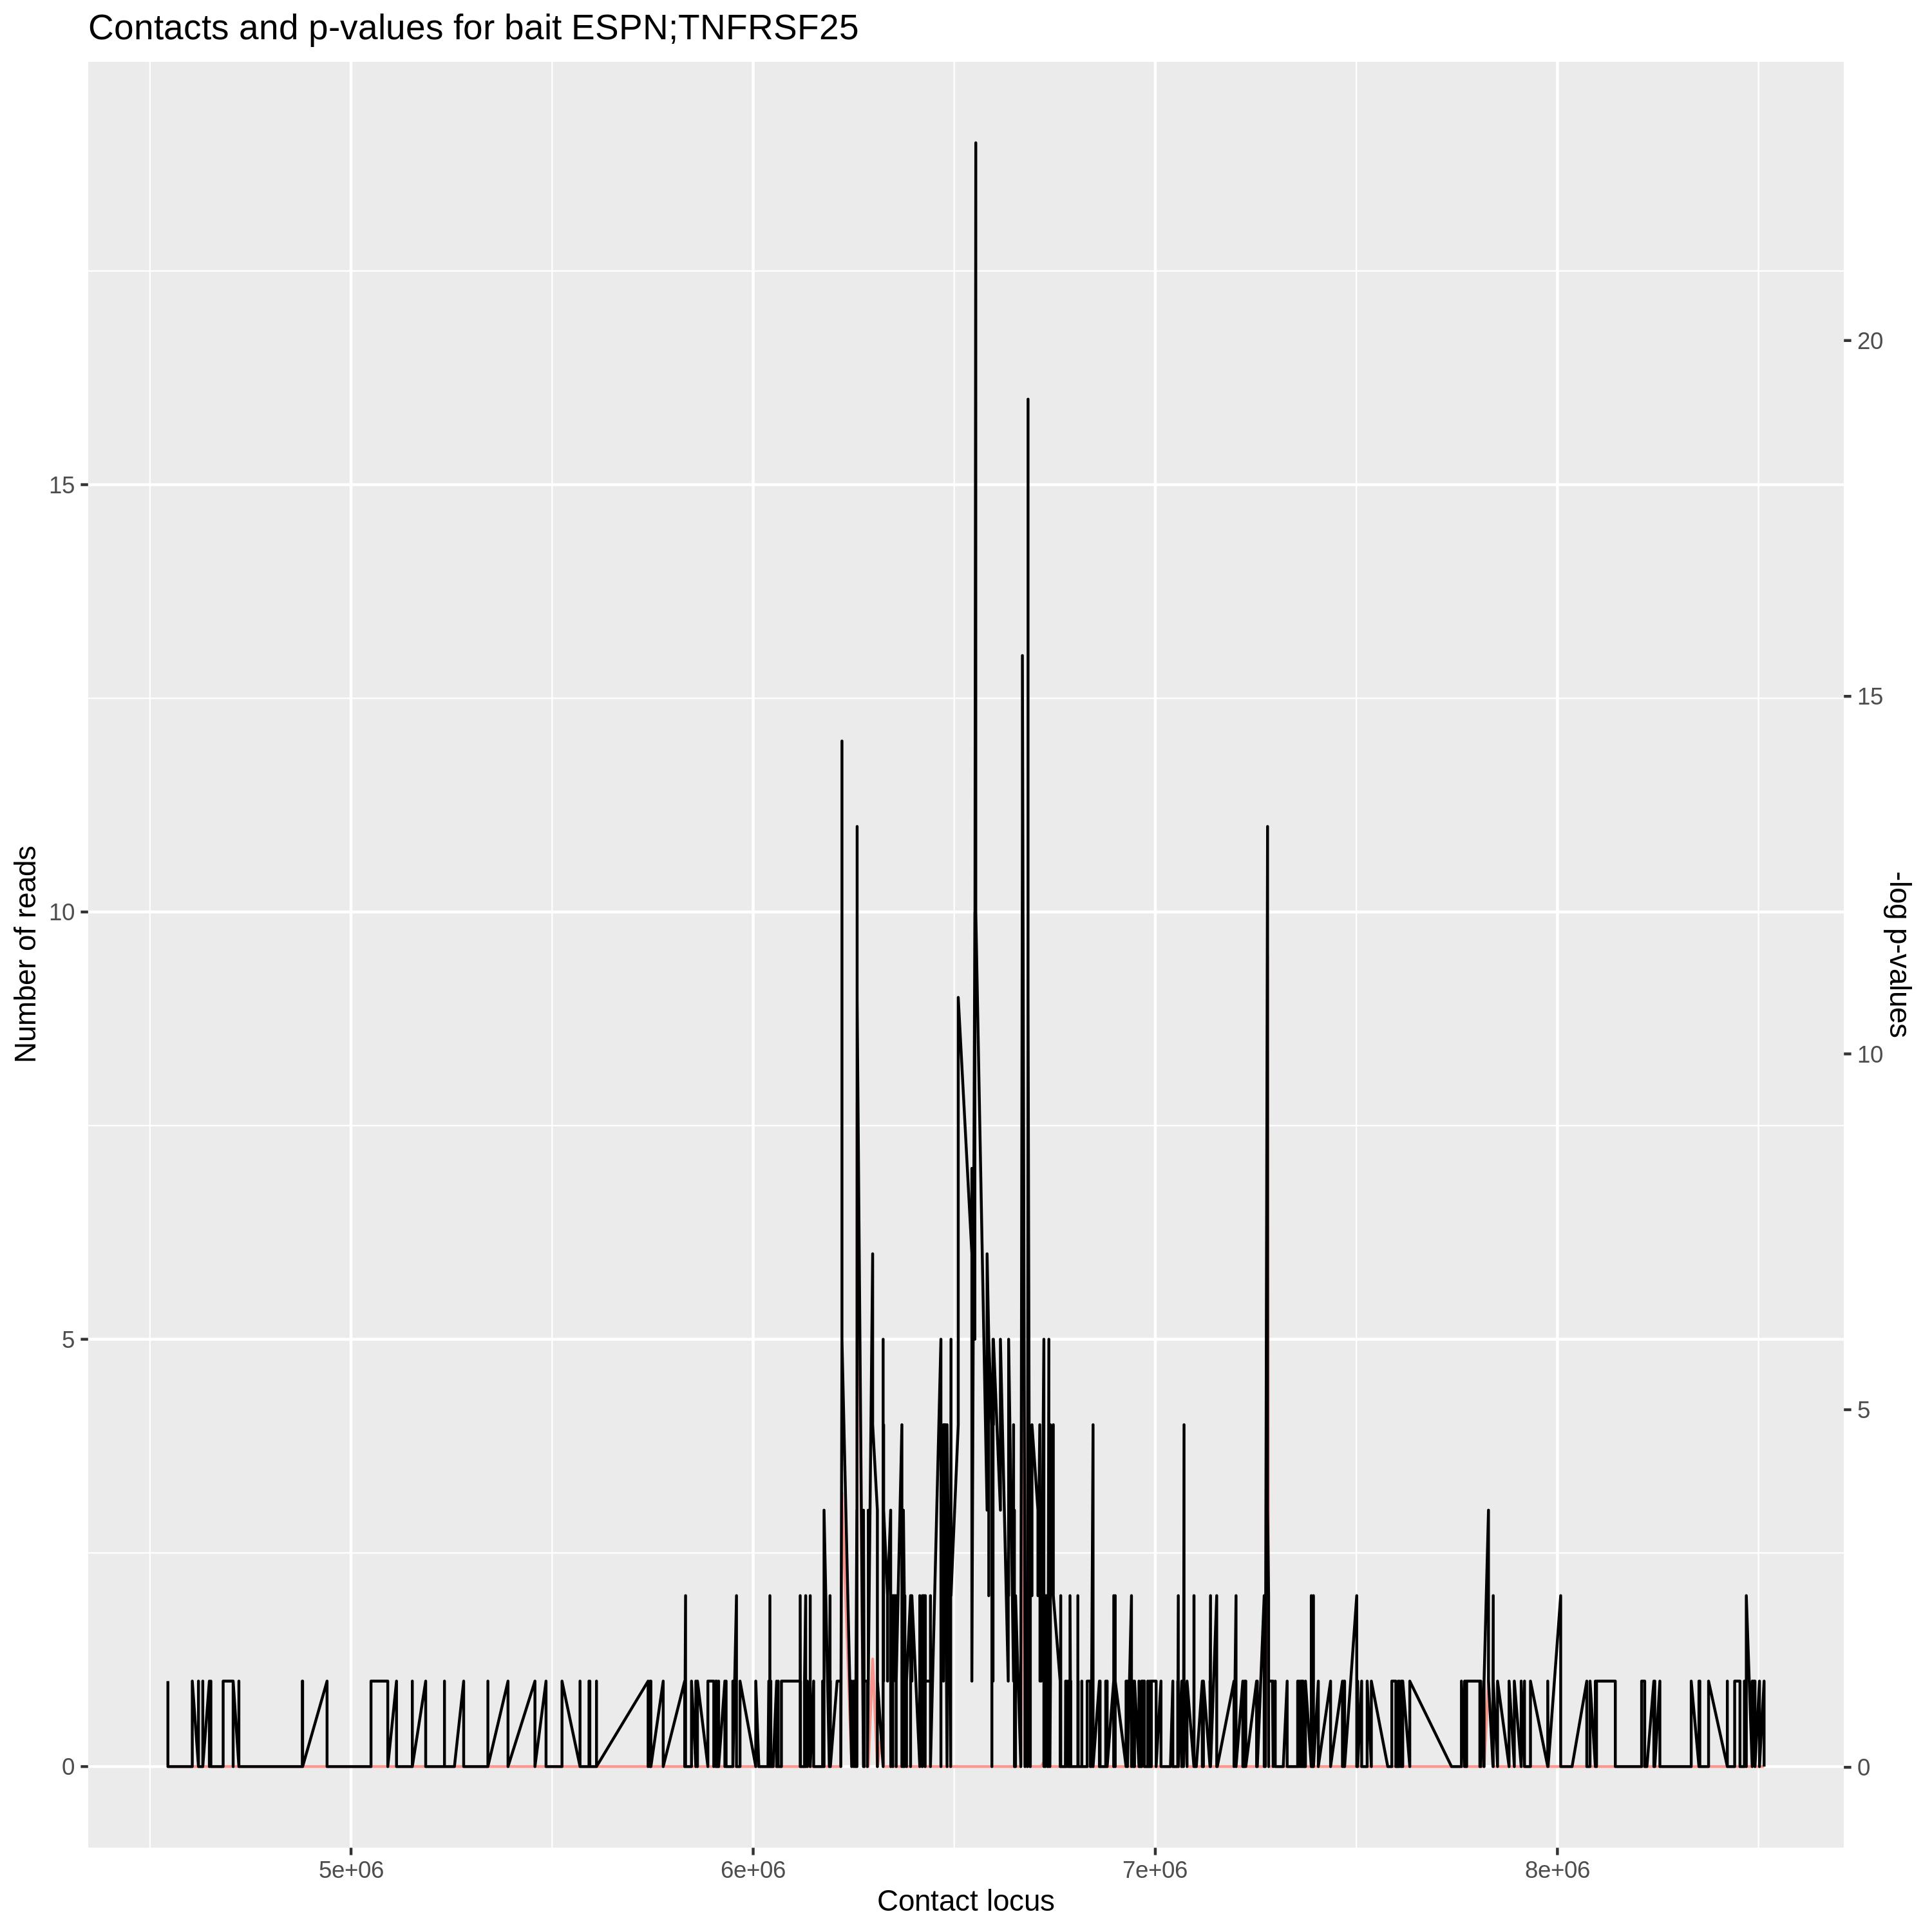 Contacts and p-values for bait ESPN;TNFRSF25
Number of reads
15
10
5
0
20
15
10
5
0
-log p-values
5e+06
6e+06
7e+06
8e+06
Contact locus